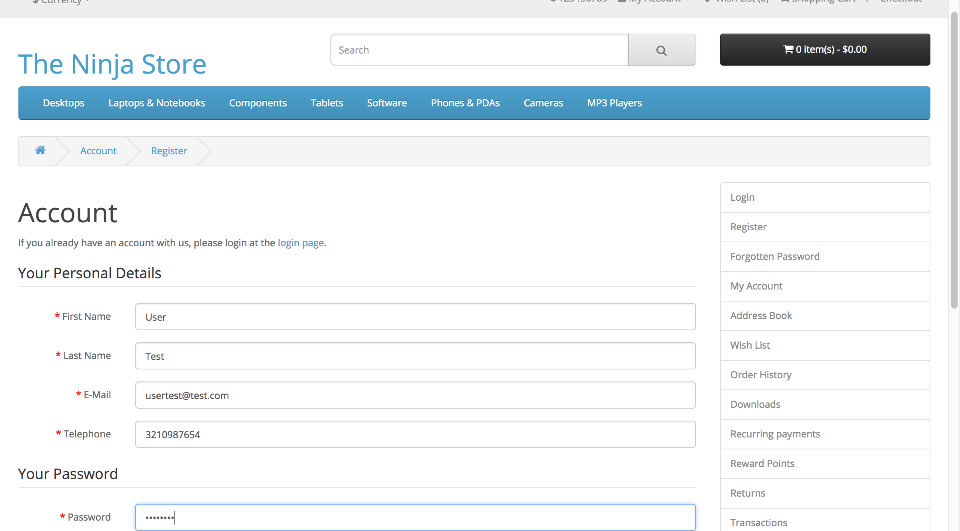 Currency
123456789 My Account Wish List (0) Shopping Cart Checkout
The Ninja Store
Search
0 item(s) - $0.00
Desktops Laptops & Notebooks Components Tablets Software Phones & PDAs Cameras MP3 Players
Account Register
Account
If you already have an account with us, please login at the login page.
Your Personal Details
* First Name User
* Last Name Test
* E-Mail usertest@test.com
* Telephone 3210987654
Your Password
* Password ••••••••
Login
Register
Forgotten Password
My Account
Address Book
Wish List
Order History
Downloads
Recurring payments
Reward Points
Returns
Transactions